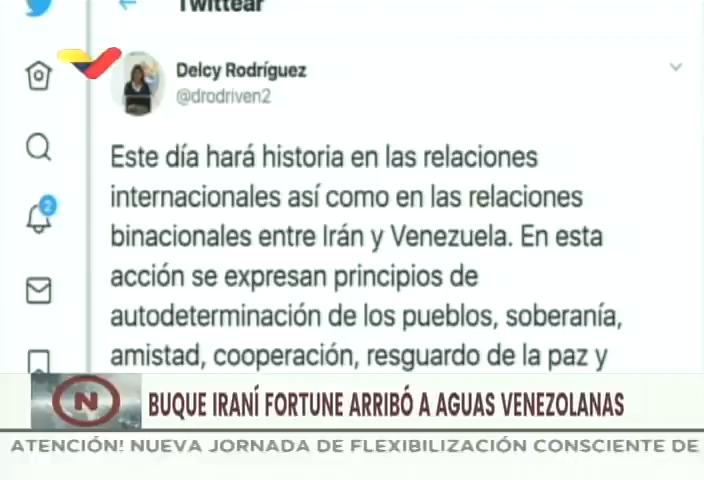 Twittear
Delcy Rodríguez
@drodriven2
Este día hará historia en las relaciones
internacionales así como en las relaciones
binacionales entre Irán y Venezuela. En esta
acción se expresan principios de
autodeterminación de los pueblos, soberanía,
amistad, cooperación, resguardo de la paz y
2
N
BUQUE IRANÍ FORTUNE ARRIBÓ A AGUAS VENEZOLANAS
ATENCIÓN! NUEVA JORNADA DE FLEXIBILIZACIÓN CONSCIENTE DE